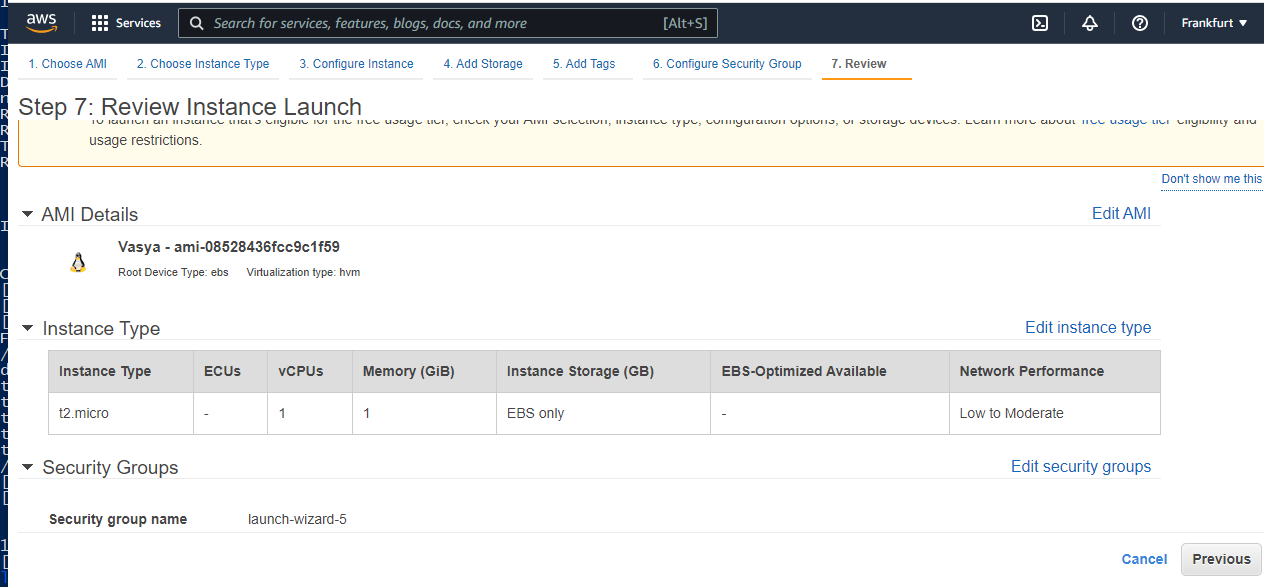 aws Services Search for services, features, blogs, docs, and more [Alt+S] Frankfurt
1. Choose AMI 2. Choose Instance Type 3. Configure Instance 4. Add Storage 5. Add Tags 6. Configure Security Group 7. Review
Step 7: Review Instance Launch
To launch an instance that's eligible for the free usage tier, check your AMI selection, instance type, configuration options, or storage devices. Learn more about free usage tier eligibility and
usage restrictions.
Don't show me this
AMI Details Edit AMI
Vasya - ami-08528436fcc9c1f59
Root Device Type: ebs Virtualization type: hvm
Instance Type Edit instance type
Instance Type ECUs vCPUs Memory (GiB) Instance Storage (GB) EBS-Optimized Available Network Performance
t2.micro - 1 1 EBS only - Low to Moderate
Security Groups Edit security groups
Security group name launch-wizard-5
Cancel Previous